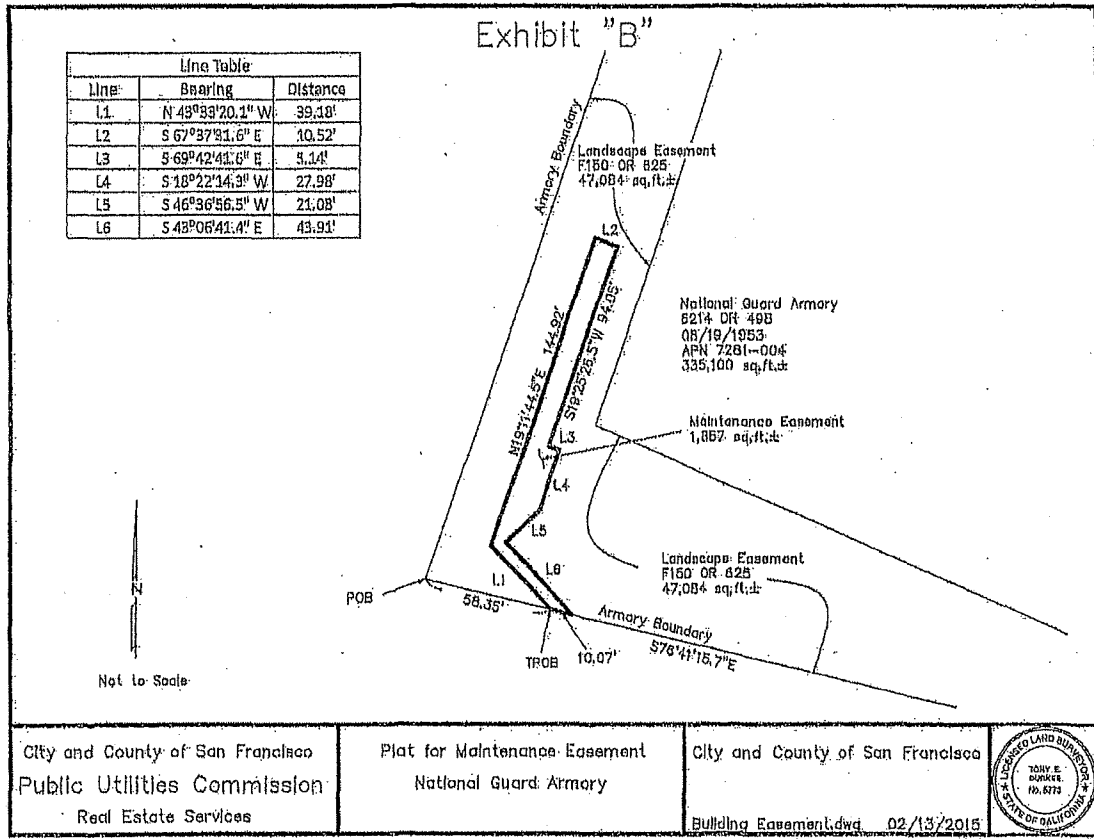 Exhibit "B"
Line Table
Line Bearing Distance
L1 N 43°33'20.1" W 39.18'
L2 S 67°37'31.6" E 10.52'
L3 S 69°42'41.6" E
L4 S 18°22'14.3" W 27.98'
L5 S 46°36'56.5" W 21.08'
L6 S 43°06'41.4" E 43.91'
Armory Boundary
Landscape Easement
F150 OR 625
47,084 sq.ft.±
L2
N19°11'44.5"E 144.92'
S18°25'25.5"W 94.05'
National Guard Armory
6214 OR 498
08/19/1953
APN 7281-004
335,100 sq.ft.±
L3
Maintenance Easement
1,857 sq.ft.±
L4
L5
L1
L6
Landscape Easement
F150 OR 625
47,084 sq.ft.±
POB
58.35'
TROB
10.07'
Armory Boundary
S76°41'15.7"E
N
Not to Scale
City and County of San Francisco
Public Utilities Commission
Real Estate Services
Plat for Maintenance Easement
National Guard Armory
City and County of San Francisco
Building Easement.dwg 02/13/2015
LICENSED LAND SURVEYOR
TONY E.
No.
STATE OF CALIFORNIA